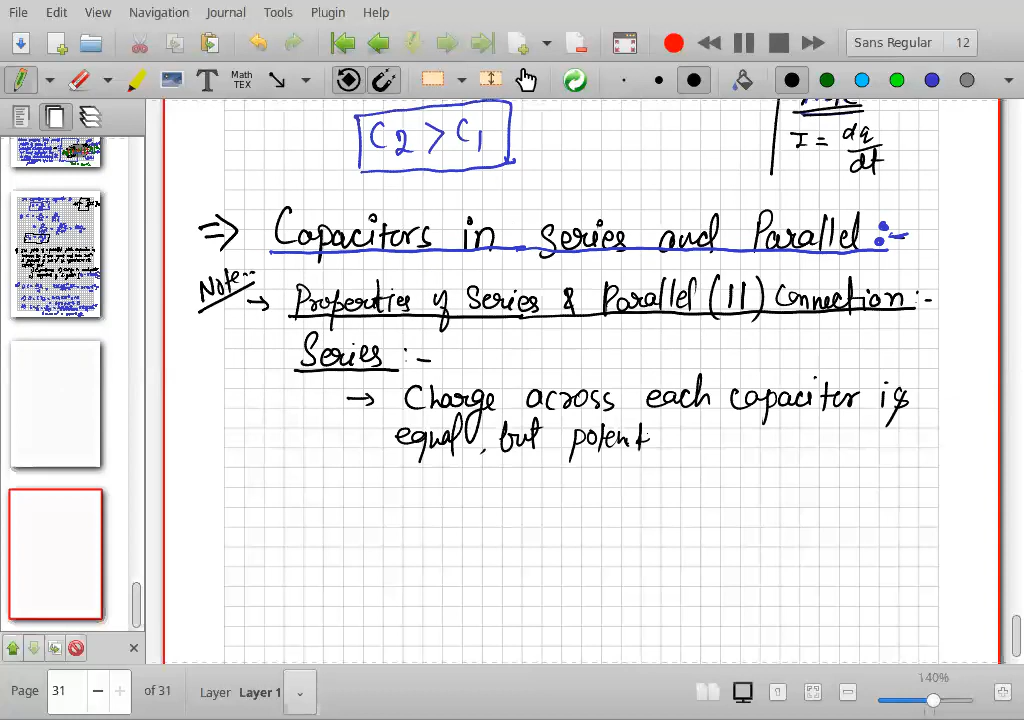 File Edit View Navigation Journal Tools Plugin Help
Sans Regular 12
Math
TEX
C2 > C1
I = dq/dt
=> Capacitors in series and Parallel :-
Note..
-> Properties of Series & Parallel (11) Connection :-
Series :-
-> Charge across each capacitor is
equal, but potent
Page 31 of 31 Layer Layer 1
140%